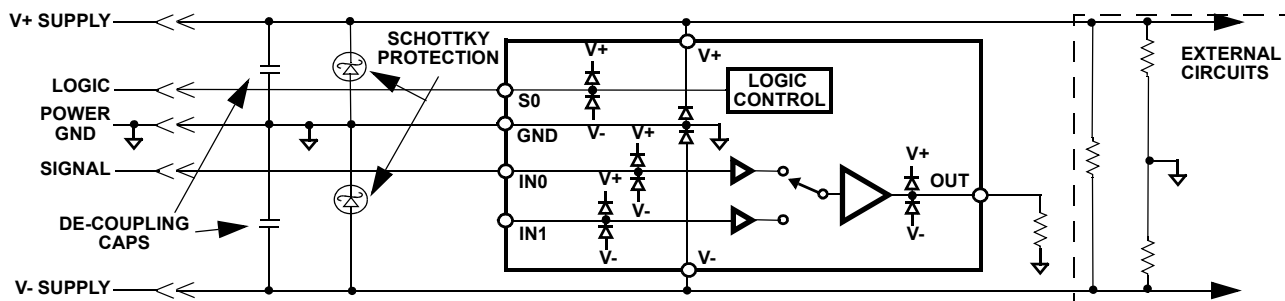 V+ SUPPLY
SCHOTTKY
PROTECTION
EXTERNAL
CIRCUITS
V+
V+
LOGIC
LOGIC
CONTROL
S0
POWER
GND
V-
V+
GND
SIGNAL
V+
V+
IN0
OUT
V-
V-
DE-COUPLING
CAPS
IN1
V-
V-
V- SUPPLY